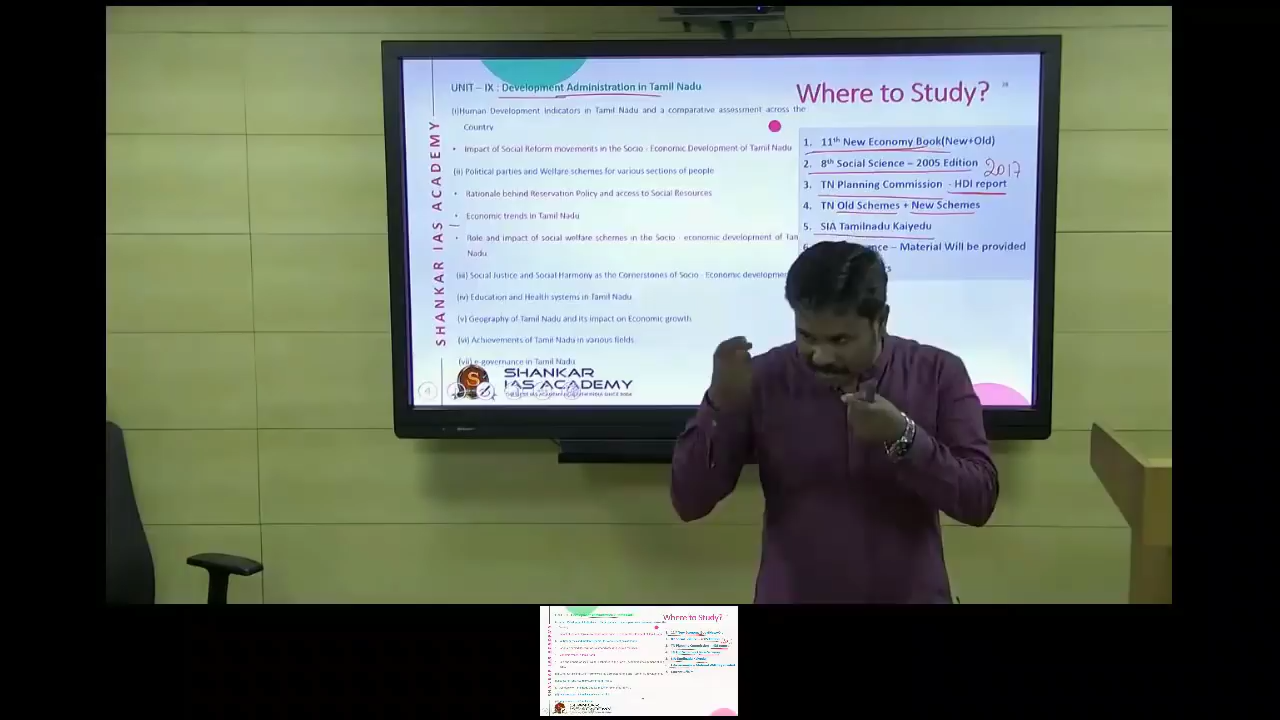 UNIT – IX : Development Administration in Tamil Nadu
(i)Human Development Indicators in Tamil Nadu and a comparative assessment across the
Country
• Impact of Social Reform movements in the Socio - Economic Development of Tamil Nadu
(ii) Political parties and Welfare schemes for various sections of people
• Rationale behind Reservation Policy and access to Social Resources
• Economic trends in Tamil Nadu
• Role and impact of social welfare schemes in the Socio - economic development of Tam
Nadu
(iii) Social Justice and Social Harmony as the Cornerstones of Socio - Economic developmen
(iv) Education and Health systems in Tamil Nadu
(v) Geography of Tamil Nadu and its impact on Economic growth
(vi) Achievements of Tamil Nadu in various fields
(vii) e-governance in Tamil Nadu
SHANKAR IAS ACADEMY
SHANKAR
IAS ACADEMY
Where to Study?
1. 11th New Economy Book(New+Old)
2. 8th Social Science – 2005 Edition
2017
3. TN Planning Commission - HDI report
4. TN Old Schemes + New Schemes
5. SIA Tamilnadu Kaiyedu
– Material Will be provided
Where to Study?
SHANKAR
IAS ACADEMY